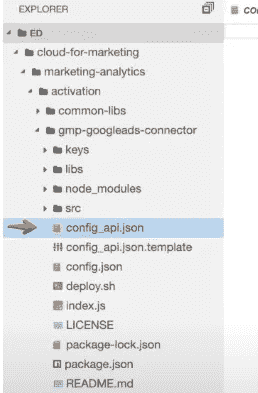 EXPLORER
co
ED
cloud-for-marketing
marketing-analytics
activation
common-libs
gmp-googleads-connector
keys
libs
node_modules
src
config_api.json
config_api.json.template
config.json
deploy.sh
index.js
LICENSE
package-lock.json
package.json
README.md